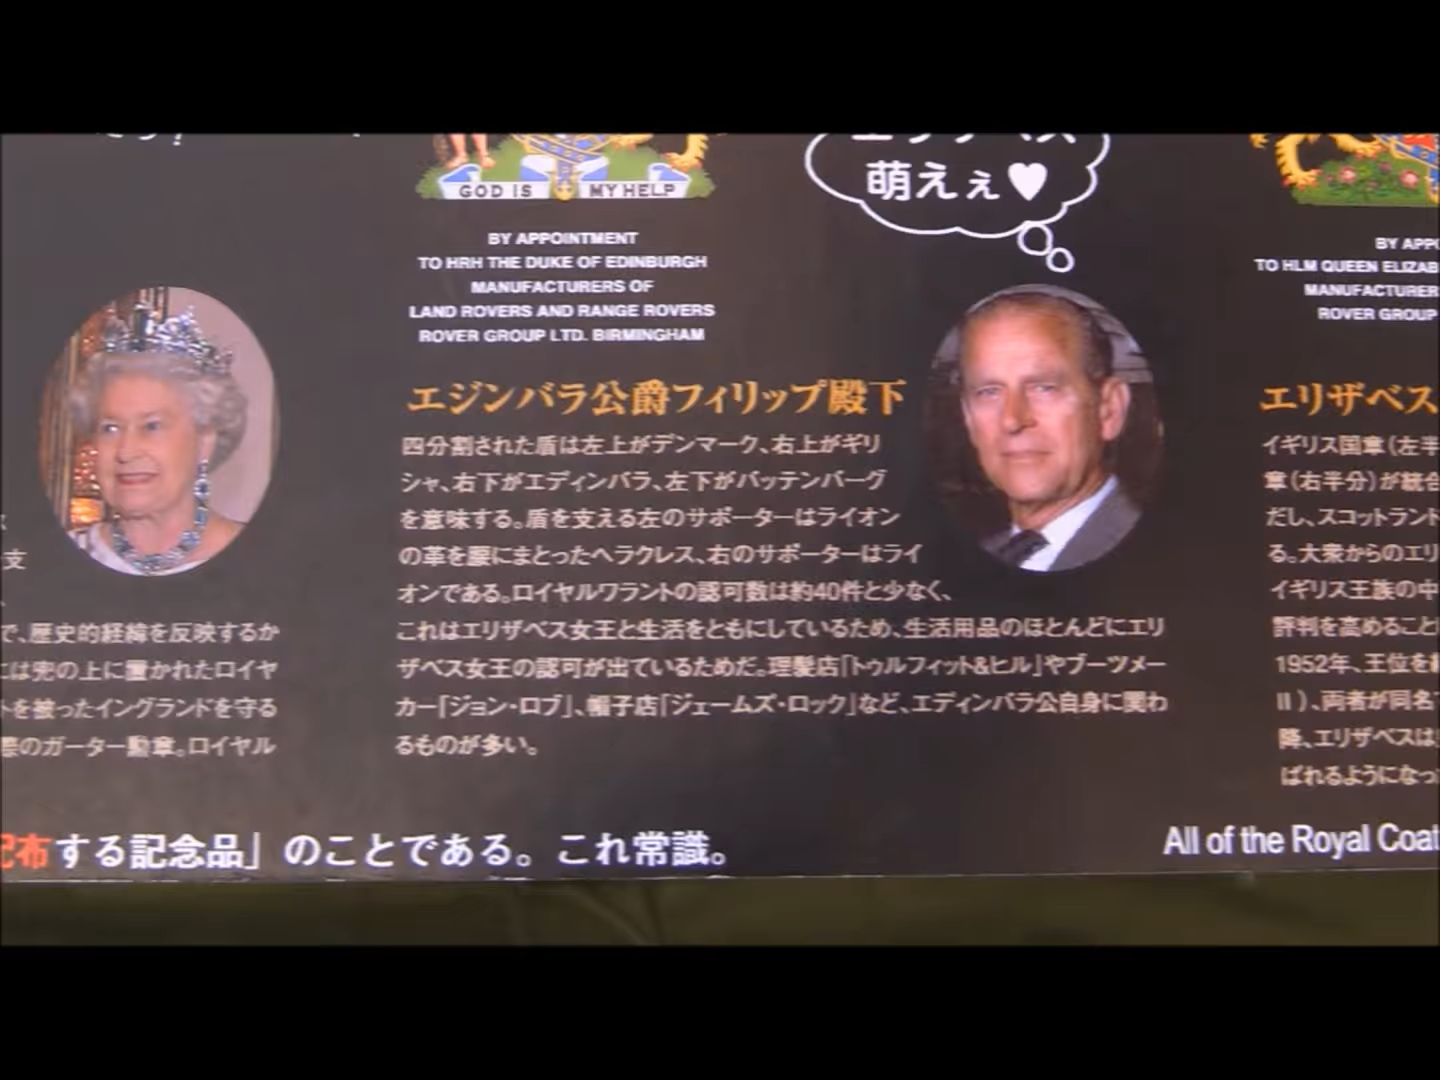 GOD IS MY HELP
萌えぇ♥
BY APPOINTMENT
TO HRH THE DUKE OF EDINBURGH
MANUFACTURERS OF
LAND ROVERS AND RANGE ROVERS
ROVER GROUP LTD. BIRMINGHAM
エジンバラ公爵フィリップ殿下
四分割された盾は左上がデンマーク、右上がギリ
シャ、右下がエディンバラ、左下がバッテンバーグ
を意味する。盾を支える左のサポーターはライオン
の革を腰にまとったヘラクレス、右のサポーターはライ
オンである。ロイヤルワラントの認可数は約40件と少なく、
これはエリザベス女王と生活をともにしているため、生活用品のほとんどにエリ
ザベス女王の認可が出ているためだ。理髪店「トゥルフィット&ヒル」やブーツメー
カー「ジョン・ロブ」、帽子店「ジェームズ・ロック」など、エディンバラ公自身に関わ
るものが多い。
支
で、歴史的経緯を反映するか
には兜の上に置かれたロイヤ
トを被ったイングランドを守る
のガーター勲章。ロイヤル
BY APPO
TO HLM QUEEN ELIZAB
MANUFACTURER
ROVER GROUP
エリザベス
イギリス国章（左半
章（右半分）が統合
だし、スコットランド
る。大衆からのエリ
イギリス王族の中
評判を高めること
1952年、王位を
II）、両者が同名
降、エリザベスは
ばれるようになっ
配布する記念品」のことである。これ常識。
All of the Royal Coat